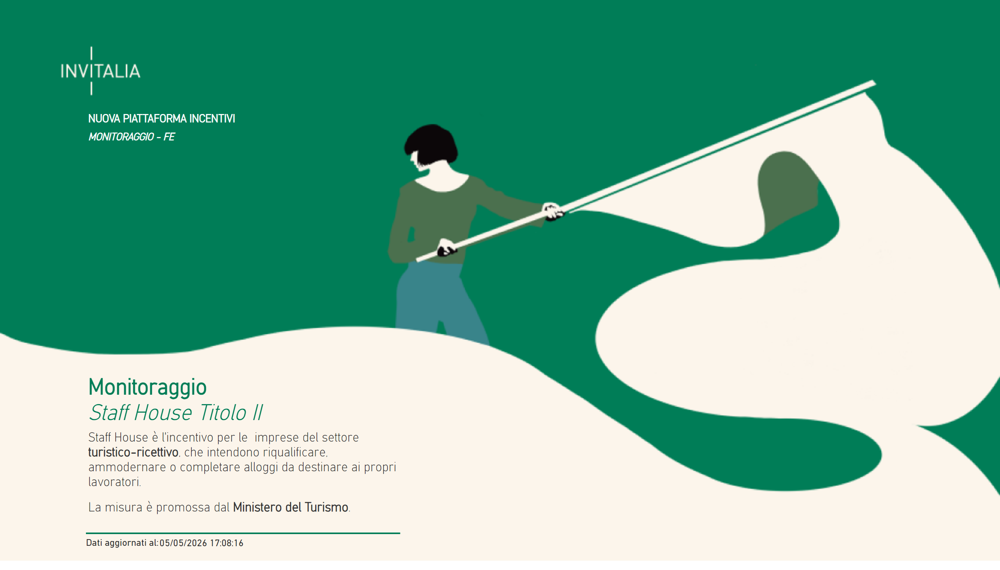 INVITALIA
NUOVA PIATTAFORMA INCENTIVI
MONITORAGGIO - FE
Monitoraggio
Staff House Titolo II
Staff House è l'incentivo per le  imprese del settore
turistico-ricettivo, che intendono riqualificare,
ammodernare o completare alloggi da destinare ai propri
lavoratori.
La misura è promossa dal Ministero del Turismo.
Dati aggiornati al:05/05/2026 17:08:16